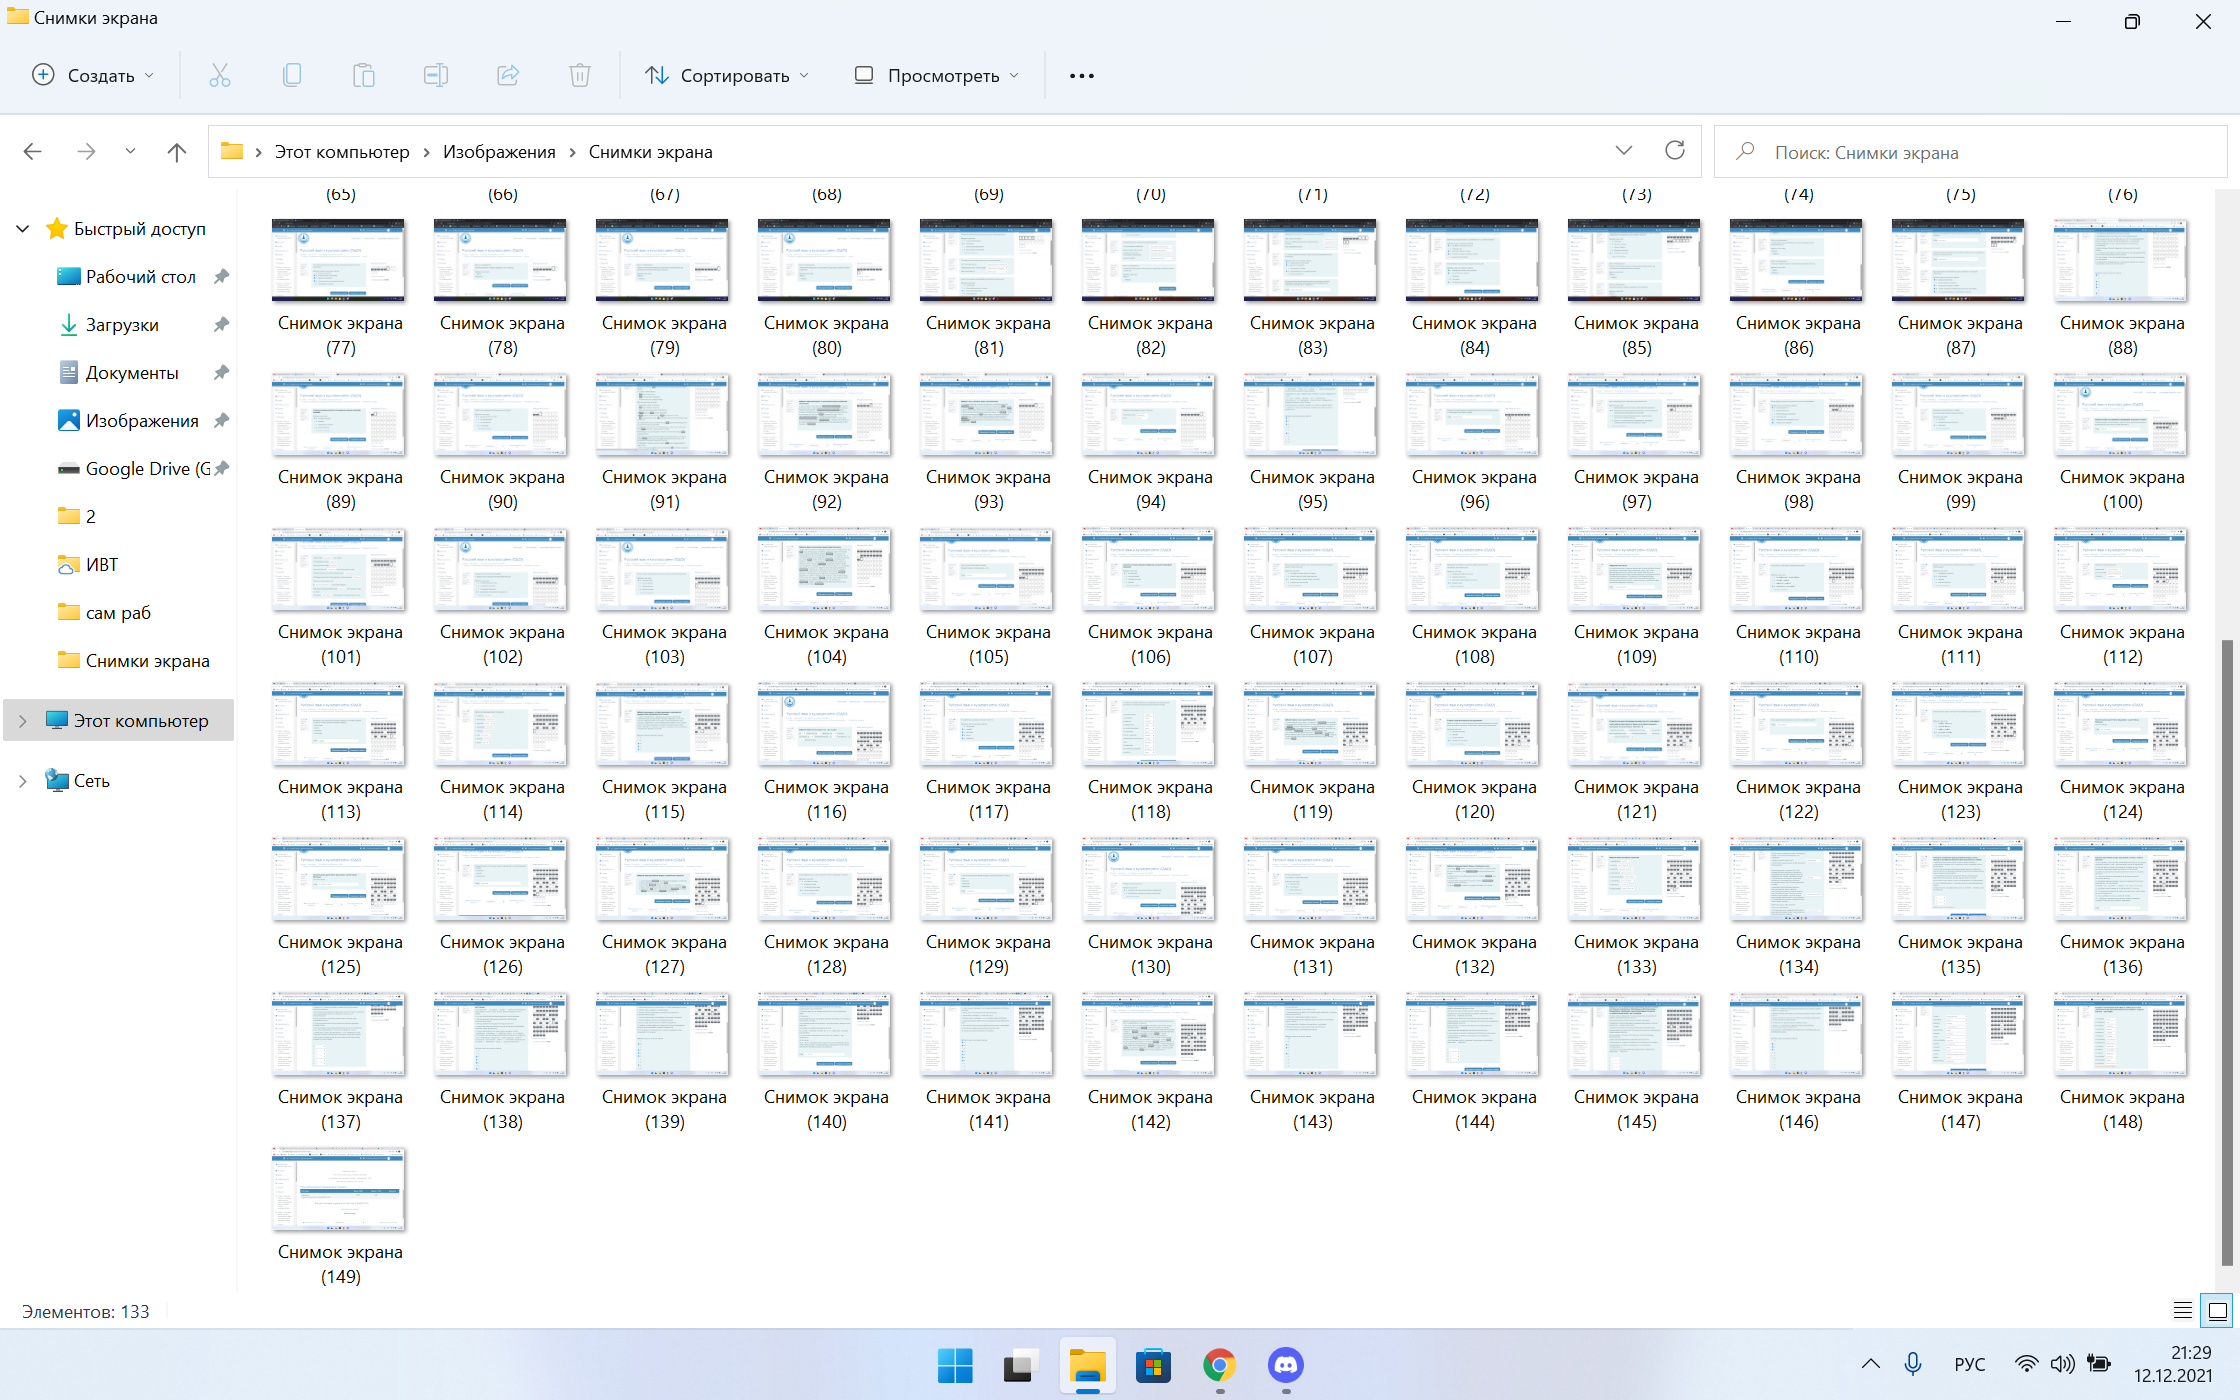 Снимки экрана
Создать
Сортировать
Просмотреть
Этот компьютер
Изображения
Снимки экрана
Поиск: Снимки экрана
Быстрый доступ
Рабочий стол
Загрузки
Документы
Изображения
Google Drive (G
2
ИВТ
сам раб
Снимки экрана
Этот компьютер
Сеть
(65) (66) (67) (68) (69) (70) (71) (72) (73) (74) (75) (76)
Снимок экрана Снимок экрана Снимок экрана Снимок экрана Снимок экрана Снимок экрана Снимок экрана Снимок экрана Снимок экрана Снимок экрана Снимок экрана Снимок экрана
(77) (78) (79) (80) (81) (82) (83) (84) (85) (86) (87) (88)
Снимок экрана Снимок экрана Снимок экрана Снимок экрана Снимок экрана Снимок экрана Снимок экрана Снимок экрана Снимок экрана Снимок экрана Снимок экрана Снимок экрана
(89) (90) (91) (92) (93) (94) (95) (96) (97) (98) (99) (100)
Снимок экрана Снимок экрана Снимок экрана Снимок экрана Снимок экрана Снимок экрана Снимок экрана Снимок экрана Снимок экрана Снимок экрана Снимок экрана Снимок экрана
(101) (102) (103) (104) (105) (106) (107) (108) (109) (110) (111) (112)
Снимок экрана Снимок экрана Снимок экрана Снимок экрана Снимок экрана Снимок экрана Снимок экрана Снимок экрана Снимок экрана Снимок экрана Снимок экрана Снимок экрана
(113) (114) (115) (116) (117) (118) (119) (120) (121) (122) (123) (124)
Снимок экрана Снимок экрана Снимок экрана Снимок экрана Снимок экрана Снимок экрана Снимок экрана Снимок экрана Снимок экрана Снимок экрана Снимок экрана Снимок экрана
(125) (126) (127) (128) (129) (130) (131) (132) (133) (134) (135) (136)
Снимок экрана Снимок экрана Снимок экрана Снимок экрана Снимок экрана Снимок экрана Снимок экрана Снимок экрана Снимок экрана Снимок экрана Снимок экрана Снимок экрана
(137) (138) (139) (140) (141) (142) (143) (144) (145) (146) (147) (148)
Снимок экрана
(149)
Элементов: 133
РУС
21:29
12.12.2021